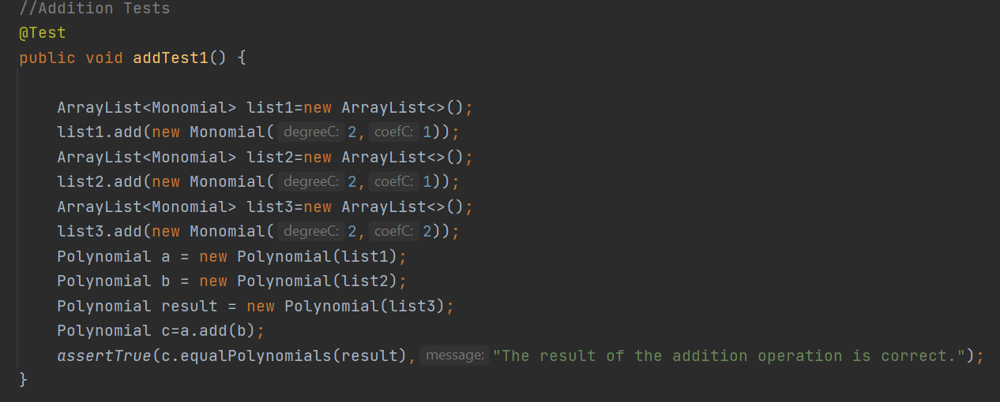 //Addition Tests
@Test
public void addTest1() {
ArrayList<Monomial> list1=new ArrayList<>();
list1.add(new Monomial( degreeC: 2, coefC: 1));
ArrayList<Monomial> list2=new ArrayList<>();
list2.add(new Monomial( degreeC: 2, coefC: 1));
ArrayList<Monomial> list3=new ArrayList<>();
list3.add(new Monomial( degreeC: 2, coefC: 2));
Polynomial a = new Polynomial(list1);
Polynomial b = new Polynomial(list2);
Polynomial result = new Polynomial(list3);
Polynomial c=a.add(b);
assertTrue(c.equalPolynomials(result), message: "The result of the addition operation is correct.");
}